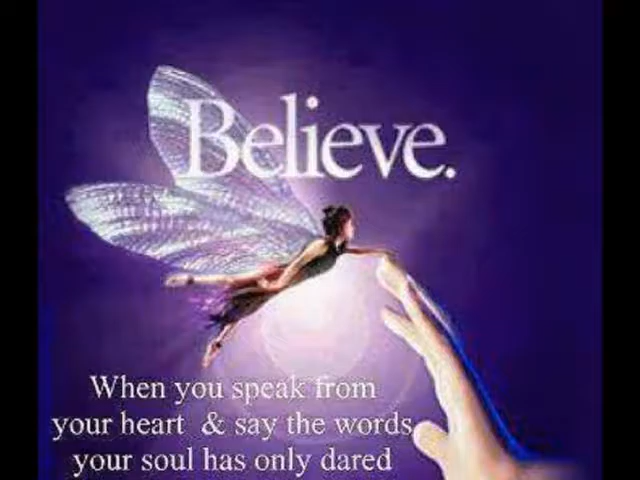 Believe.
When you speak from
your heart & say the words
your soul has only dared